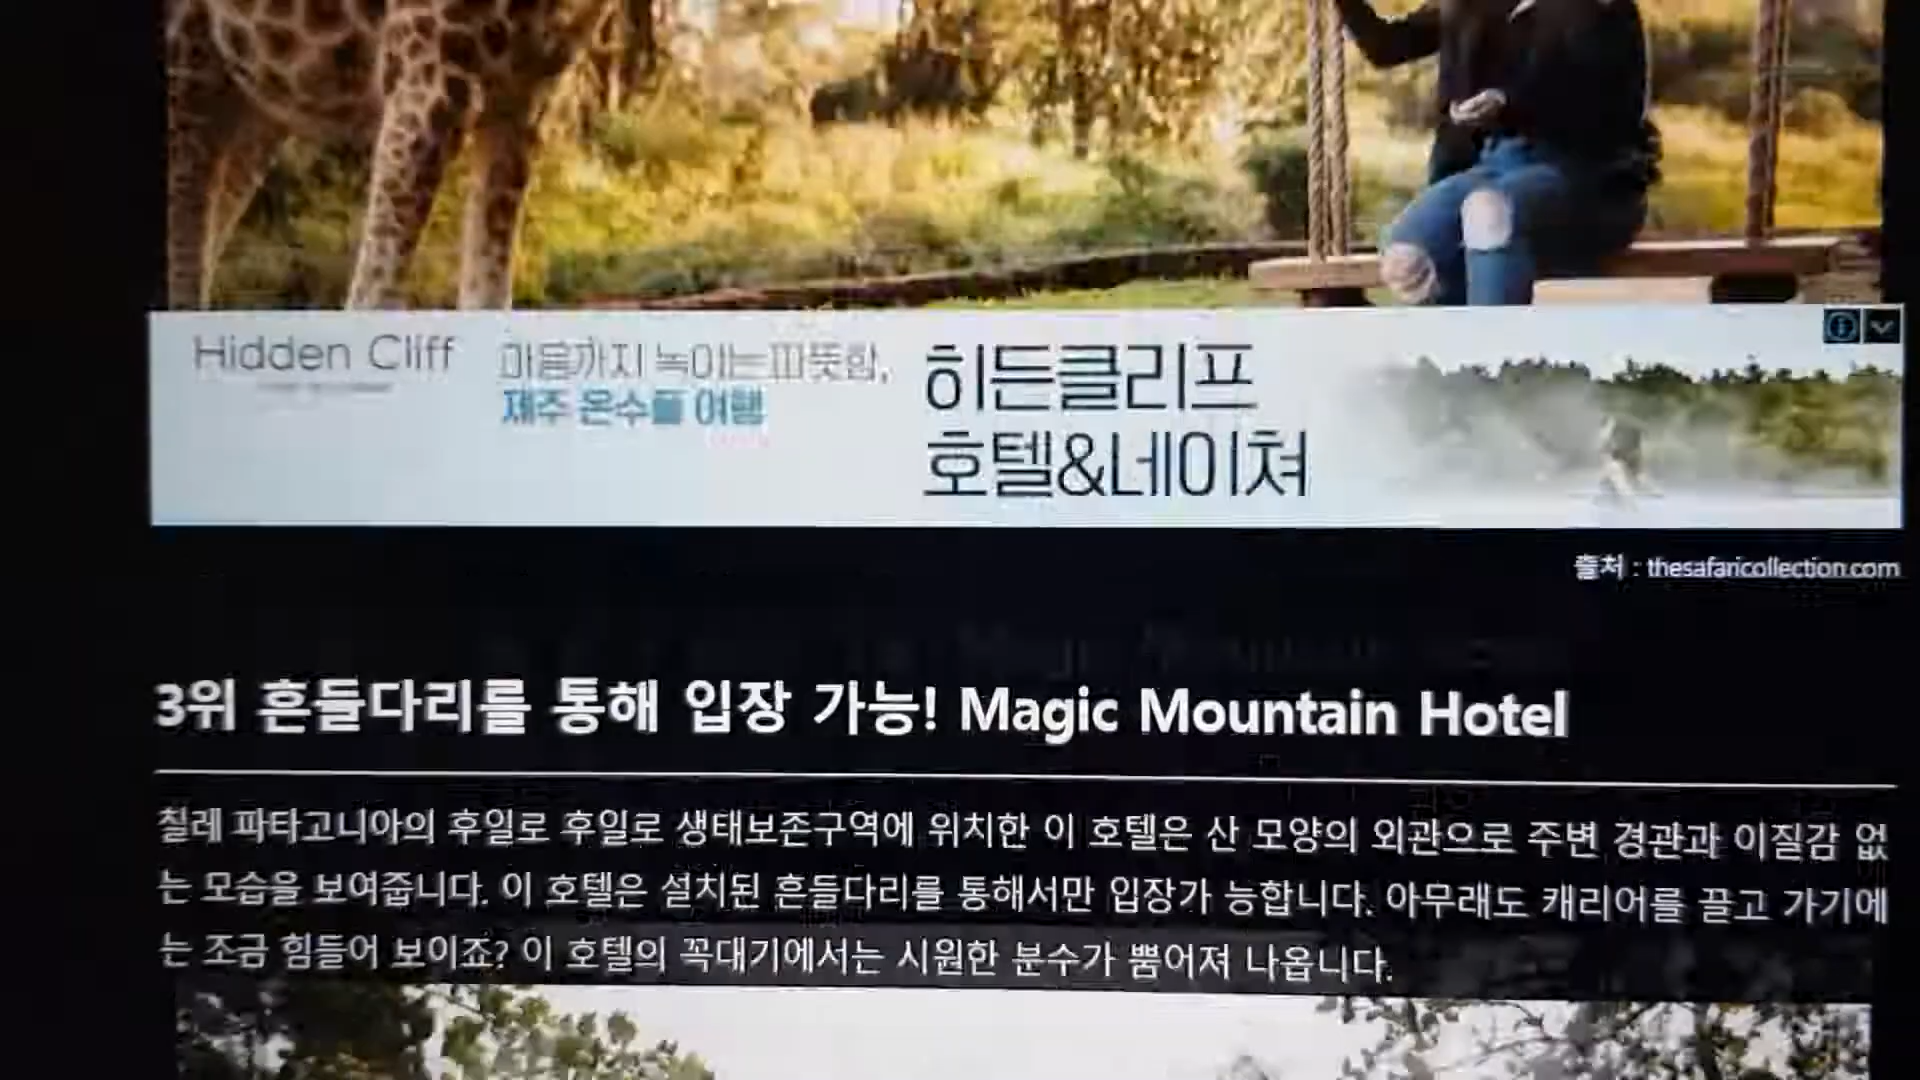 Hidden Cliff
마음까지 녹이는 따뜻함,
제주 온수풀 여행
히든클리프
호텔&네이쳐
출처 : thesafaricollection.com
3위 흔들다리를 통해 입장 가능! Magic Mountain Hotel
칠레 파타고니아의 후일로 후일로 생태보존구역에 위치한 이 호텔은 산 모양의 외관으로 주변 경관과 이질감 없
는 모습을 보여줍니다. 이 호텔은 설치된 흔들다리를 통해서만 입장가 능합니다. 아무래도 캐리어를 끌고 가기에
는 조금 힘들어 보이죠? 이 호텔의 꼭대기에서는 시원한 분수가 뿜어져 나옵니다.